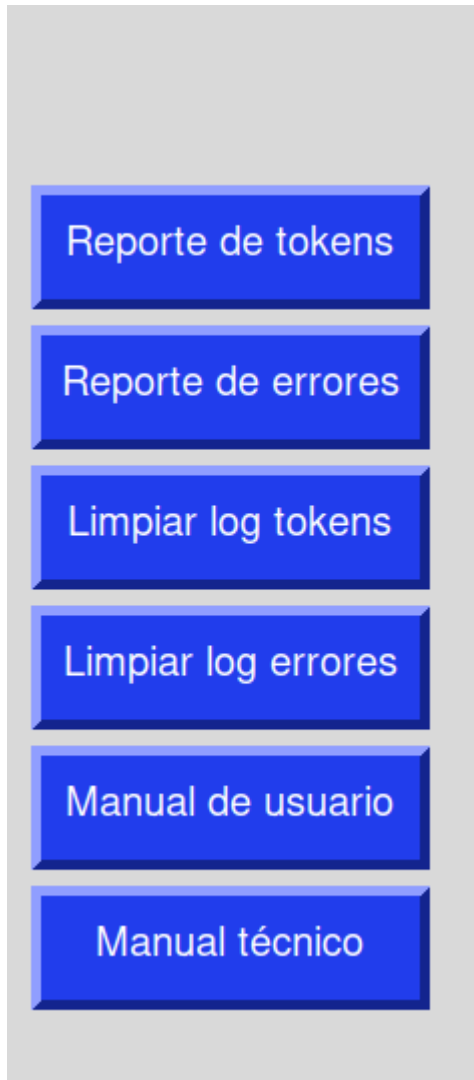 Reporte de tokens
Reporte de errores
Limpiar log tokens
Limpiar log errores
Manual de usuario
Manual técnico